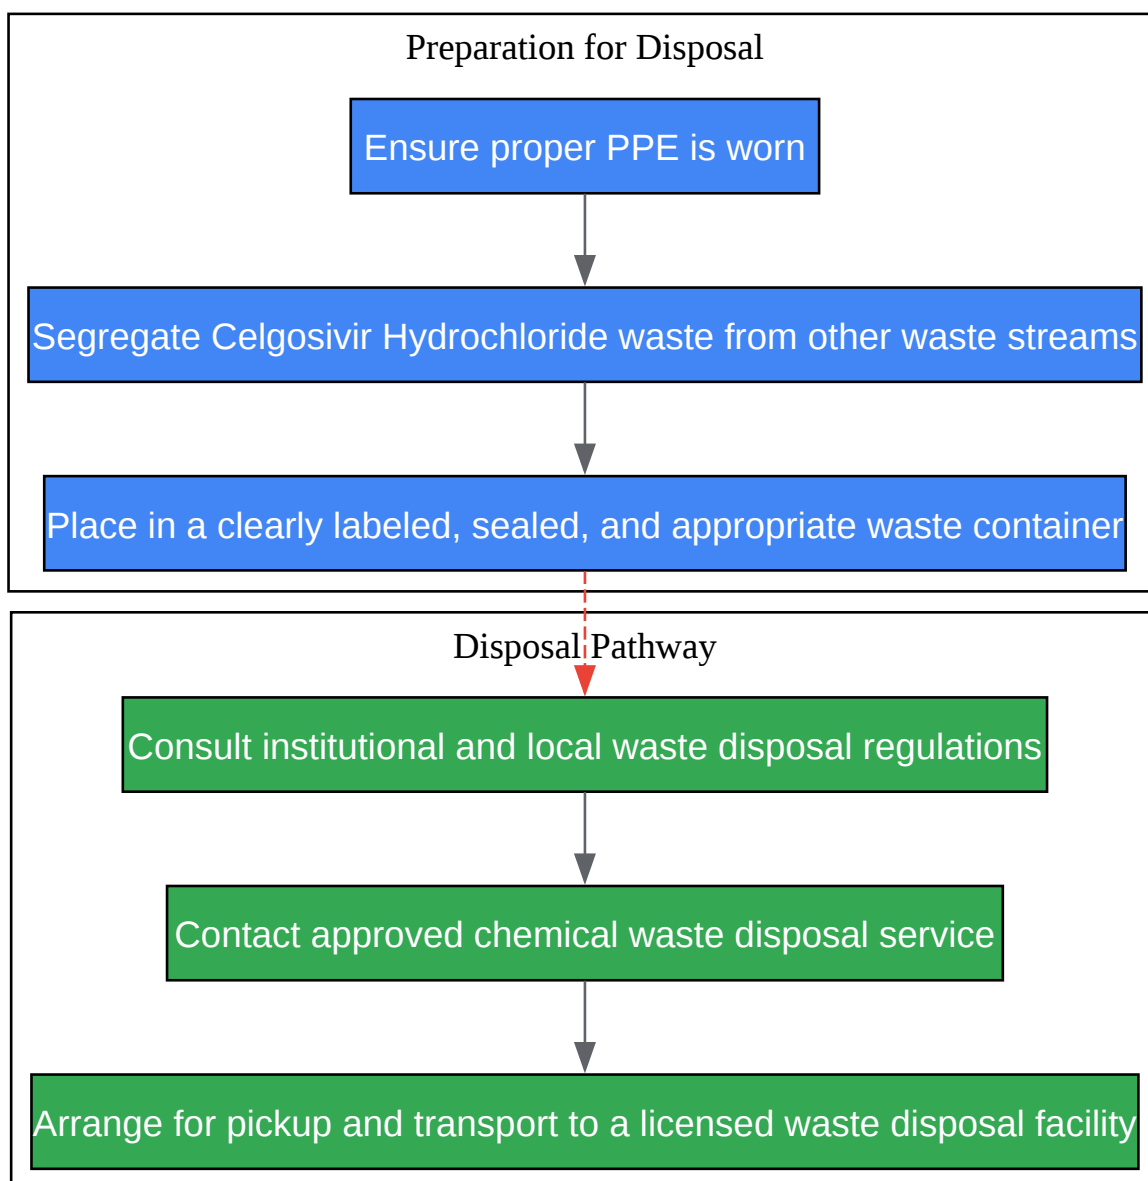 Preparation for Disposal
Ensure proper PPE is worn
Segregate Celgosivir Hydrochloride waste from other waste streams
Place in a clearly labeled, sealed, and appropriate waste container
Disposal Pathway
Consult institutional and local waste disposal regulations
Contact approved chemical waste disposal service
Arrange for pickup and transport to a licensed waste disposal facility